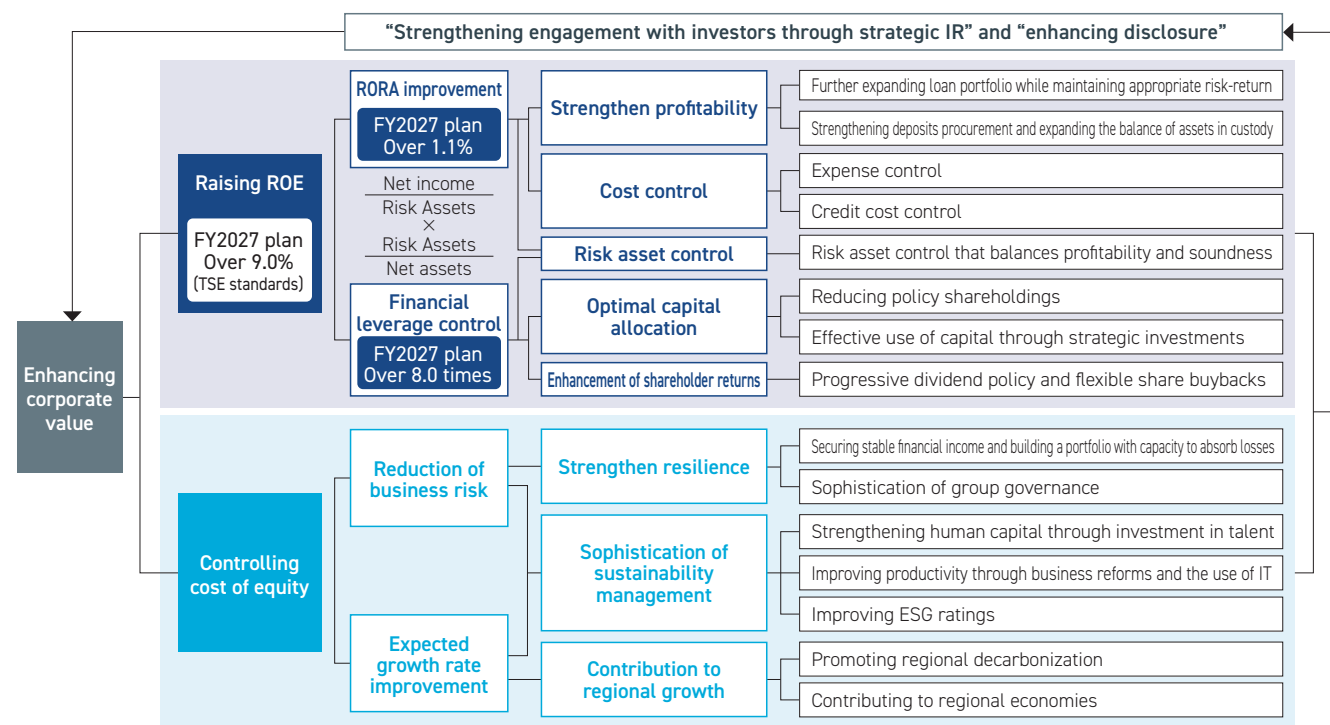 “Strengthening engagement with investors through strategic IR” and “enhancing disclosure”
Enhancing
corporate
value
Raising ROE
FY2027 plan
Over 9.0%
(TSE standards)
RORA improvement
FY2027 plan
Over 1.1%
Net income
Risk Assets
×
Risk Assets
Net assets
Financial
leverage control
FY2027 plan
Over 8.0 times
Strengthen profitability
Further expanding loan portfolio while maintaining appropriate risk-return
Strengthening deposits procurement and expanding the balance of assets in custody
Cost control
Expense control
Credit cost control
Risk asset control
Risk asset control that balances profitability and soundness
Optimal capital
allocation
Reducing policy shareholdings
Effective use of capital through strategic investments
Enhancement of shareholder returns
Progressive dividend policy and flexible share buybacks
Controlling
cost of equity
Reduction of
business risk
Expected
growth rate
improvement
Strengthen resilience
Securing stable financial income and building a portfolio with capacity to absorb losses
Sophistication of group governance
Sophistication of
sustainability
management
Strengthening human capital through investment in talent
Improving productivity through business reforms and the use of IT
Improving ESG ratings
Contribution to
regional growth
Promoting regional decarbonization
Contributing to regional economies